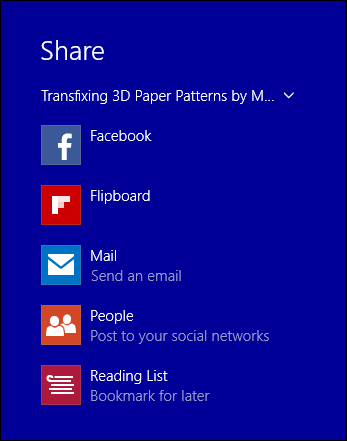 Share
Transfixing 3D Paper Patterns by M...
Facebook
Flipboard
Mail
Send an email
People
Post to your social networks
Reading List
Bookmark for later